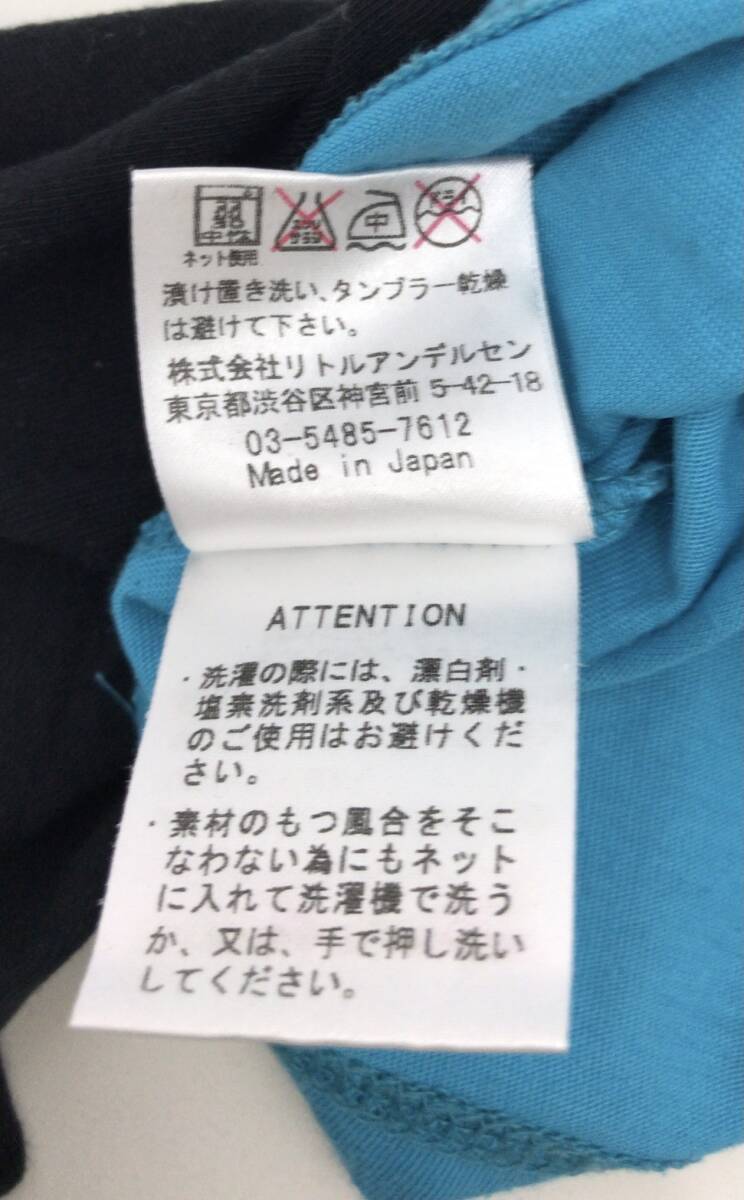 中
ドライ
ネット使用
漬け置き洗い、タンブラー乾燥
は避けて下さい。
株式会社リトルアンデルセン
東京都渋谷区神宮前 5-42-18
03-5485-7612
Made in Japan
ATTENTION
・洗濯の際には、漂白剤・
塩素洗剤系及び乾燥機
のご使用はお避けくだ
さい。
・素材のもつ風合をそこ
なわない為にもネット
に入れて洗濯機で洗う
か、又は、手で押し洗い
してください。